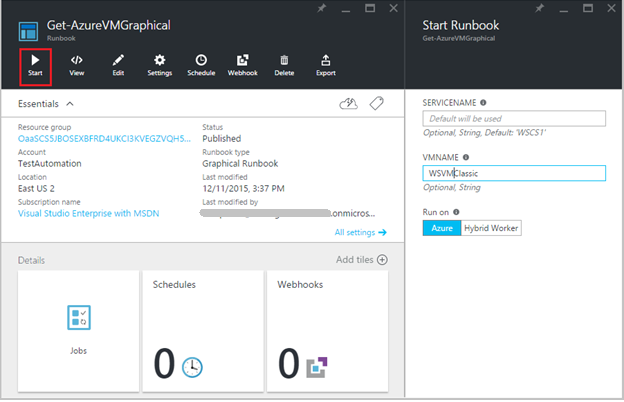 Get-AzureVMGraphical
Runbook
Start View Edit Settings Schedule Webhook Delete Export
Essentials
Resource group
OaaSCS5JBOSEXBFRD4UKCI3KVEGZVQH5...
Account
TestAutomation
Location
East US 2
Subscription name
Visual Studio Enterprise with MSDN
Status
Published
Runbook type
Graphical Runbook
Last modified
12/11/2015, 3:37 PM
Last modified by
.onmicros...
All settings
Details
Add tiles
Jobs
Schedules
0
Webhooks
0
Start Runbook
Get-AzureVMGraphical
SERVICENAME
Default will be used
Optional, String, Default: 'WSCS1'
VMNAME
WSVMClassic
Optional, String
Run on
Azure Hybrid Worker